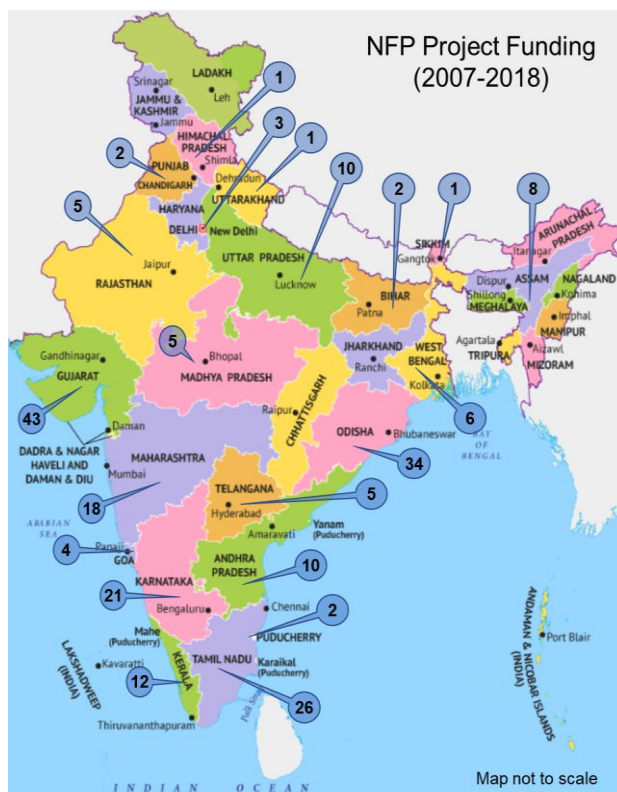 NFP Project Funding
(2007-2018)
LADAKH
Srinagar
Leh
JAMMU &
KASHMIR
Jammu
1
HIMACHAL
PRADESH
3
Shimla
1
2
PUNJAB
CHANDIGARH
Dehradun
UTTARAKHAND
10
2
1
8
5
HARYANA
DELHI
New Delhi
ARUNACHAL
PRADESH
SIKKIM
Gangtok
Itanagar
UTTAR PRADESH
Jaipur
RAJASTHAN
Lucknow
BIHAR
Patna
Dispur
ASSAM
NAGALAND
Shillong
Kohima
MEGHALAYA
Imphal
MANIPUR
5
Bhopal
MADHYA PRADESH
JHARKHAND
Ranchi
WEST
BENGAL
Kolkata
Agartala
TRIPURA
Aizawl
MIZORAM
Gandhinagar
GUJARAT
43
Raipur
CHHATTISGARH
6
Daman
DADRA & NAGAR
HAVELI AND
DAMAN & DIU
MAHARASHTRA
Mumbai
ODISHA
Bhubaneswar
BAY
OF
BENGAL
34
18
TELANGANA
5
Hyderabad
ARABIAN
SEA
Amaravati
Yanam
(Puducherry)
4
Panaji
GOA
ANDHRA
PRADESH
10
KARNATAKA
21
Bengaluru
Chennai
2
Mahe
(Puducherry)
PUDUCHERRY
LAKSHADWEEP
(INDIA)
Kavaratti
KERALA
12
TAMIL NADU
Karaikal
(Puducherry)
26
Palk Strait
Thiruvananthapuram
ANDAMAN & NICOBAR ISLANDS
(INDIA)
Port Blair
INDIAN OCEAN
Map not to scale